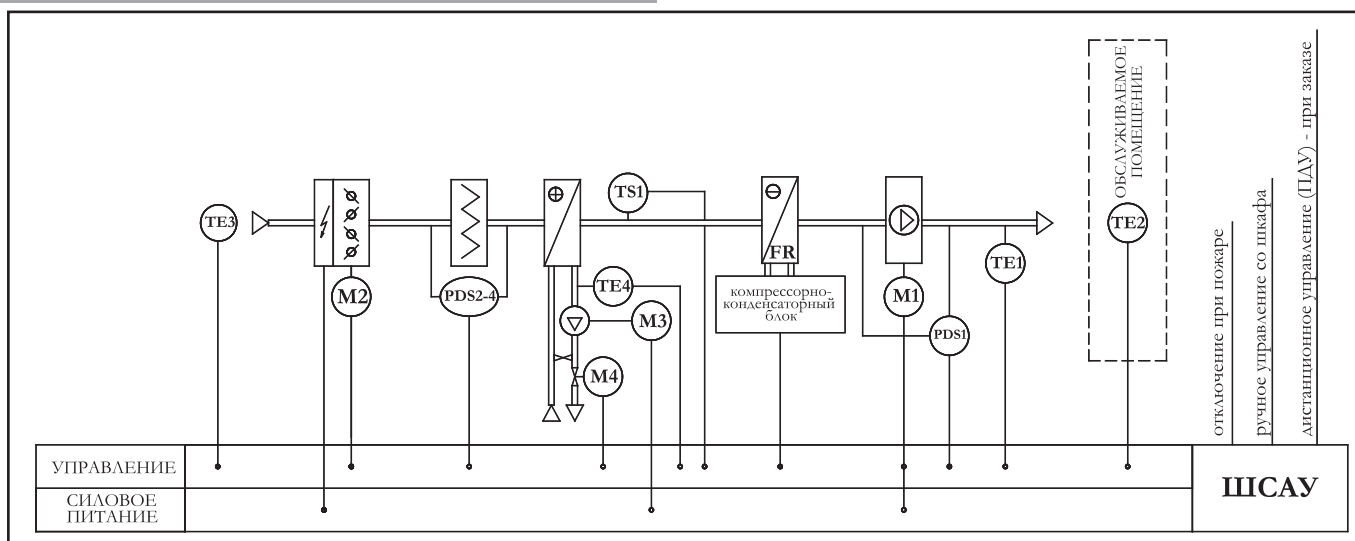 ОБСЛУЖИВАЕМОЕ
ПОМЕЩЕНИЕ
TE3
TS1
TE2
FR
TE1
M2
PDS2-4
TE4
M3
M4
компрессорно-
конденсаторный
блок
M1
PDS1
отключение при пожаре
ручное управление со шкафа
дистанционное управление (ПДУ) - при заказе
УПРАВЛЕНИЕ
СИЛОВОЕ
ПИТАНИЕ
ШСАУ